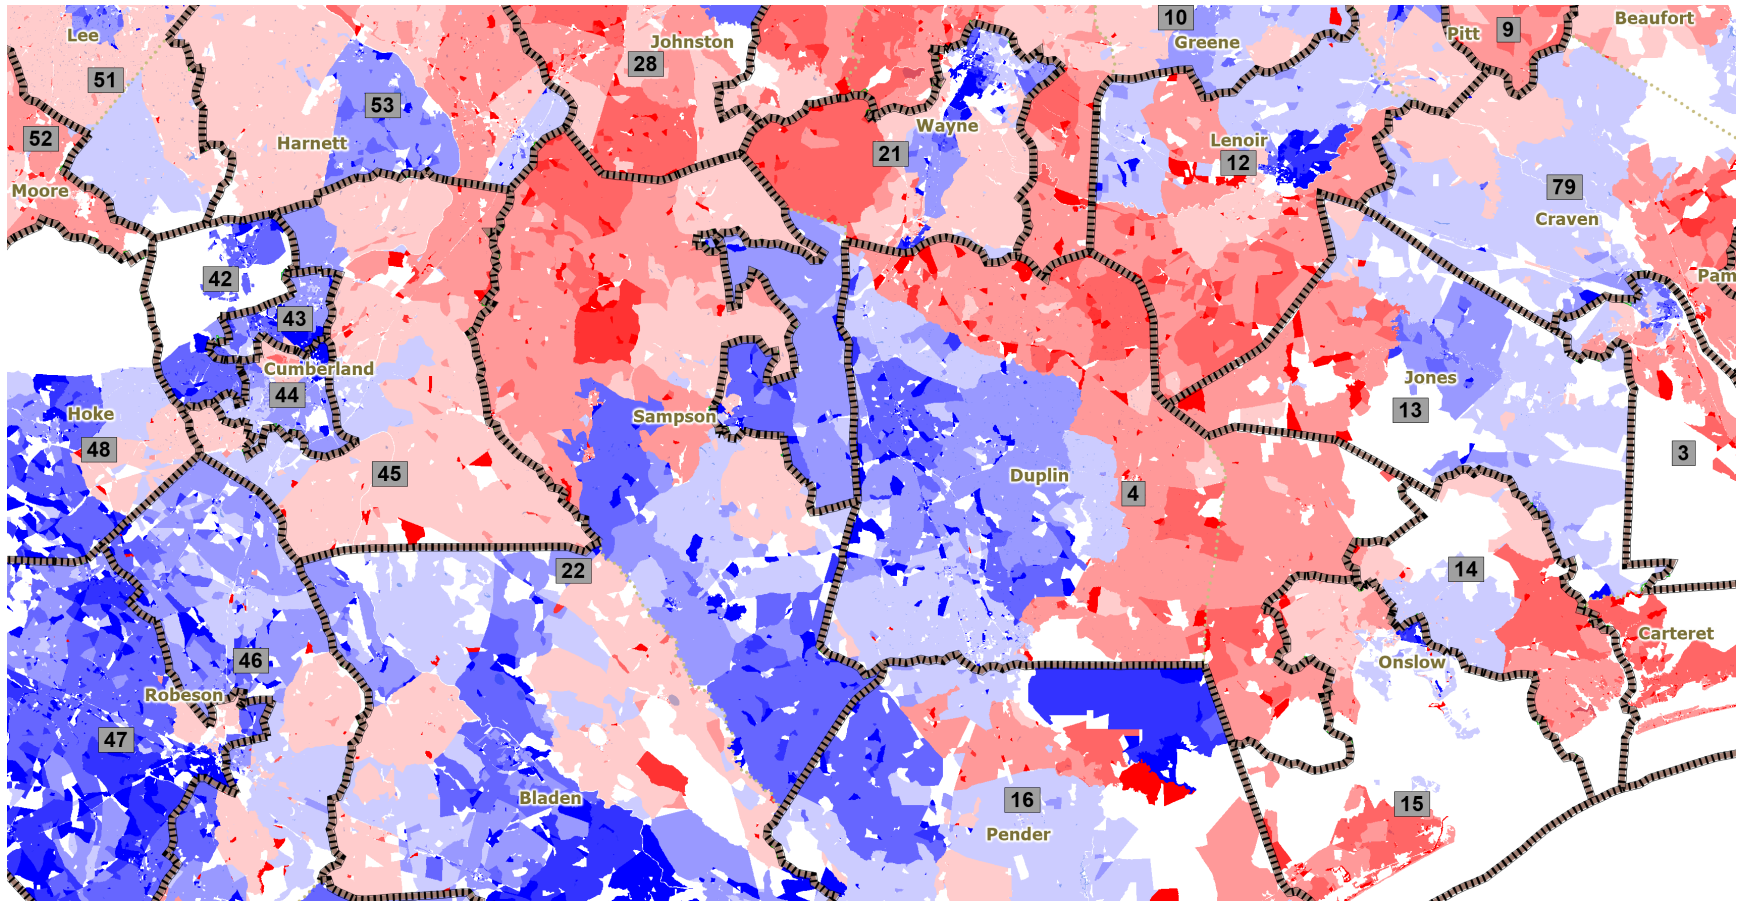 10
Beaufort
Lee
9
Pitt
Johnston
Greene
28
51
53
52
Wayne
Lenoir
Harnett
21
12
Moore
79
Craven
42
Pam
43
Cumberland
Jones
44
13
Hoke
Sampson
48
3
45
Duplin
4
22
14
Carteret
46
Onslow
Robeson
47
Bladen
16
15
Pender